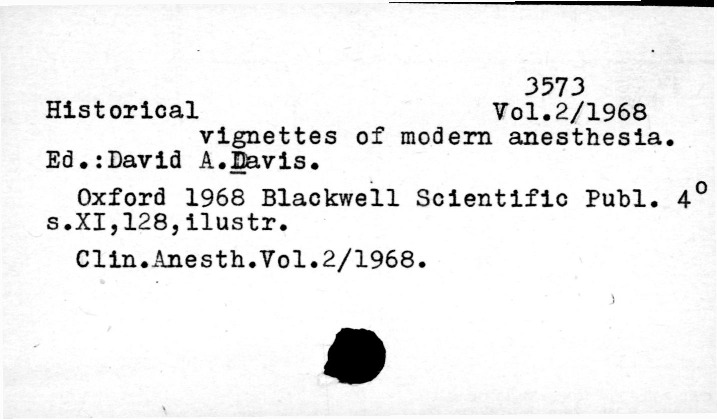 3573
Historical Vol.2/1968
vignettes of modern anesthesia.
Ed.:David A.Davis.
Oxford 1968 Blackwell Scientific Publ. 4°
s.XI,128,ilustr.
Clin.Anesth.Vol.2/1968.